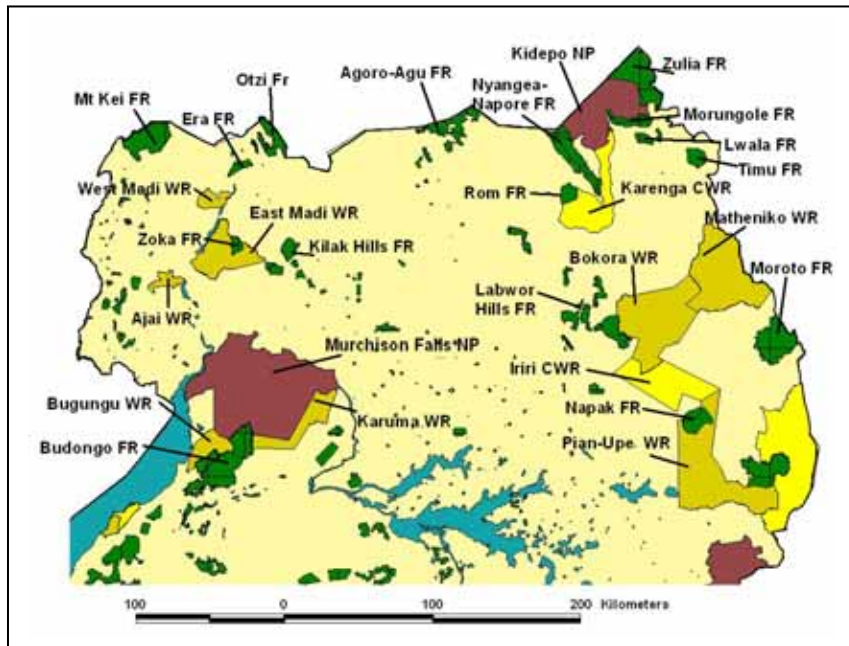 Kidepo NP
Zulia FR
Agoro-Agu FR
Nyangea-
Napore FR
Otzi Fr
Mt Kei FR
Era FR
Morungole FR
Lwala FR
Timu FR
West Madi WR
East Madi WR
Rom FR
Karenga CWR
Matheniko WR
Zoka FR
Kilak Hills FR
Bokora WR
Moroto FR
Ajai WR
Labwor
Hills FR
Murchison Falls NP
Iriri CWR
Bugungu WR
Karuma WR
Napak FR
Budongo FR
Pian-Upe WR
100 0 100 200 Kilometers